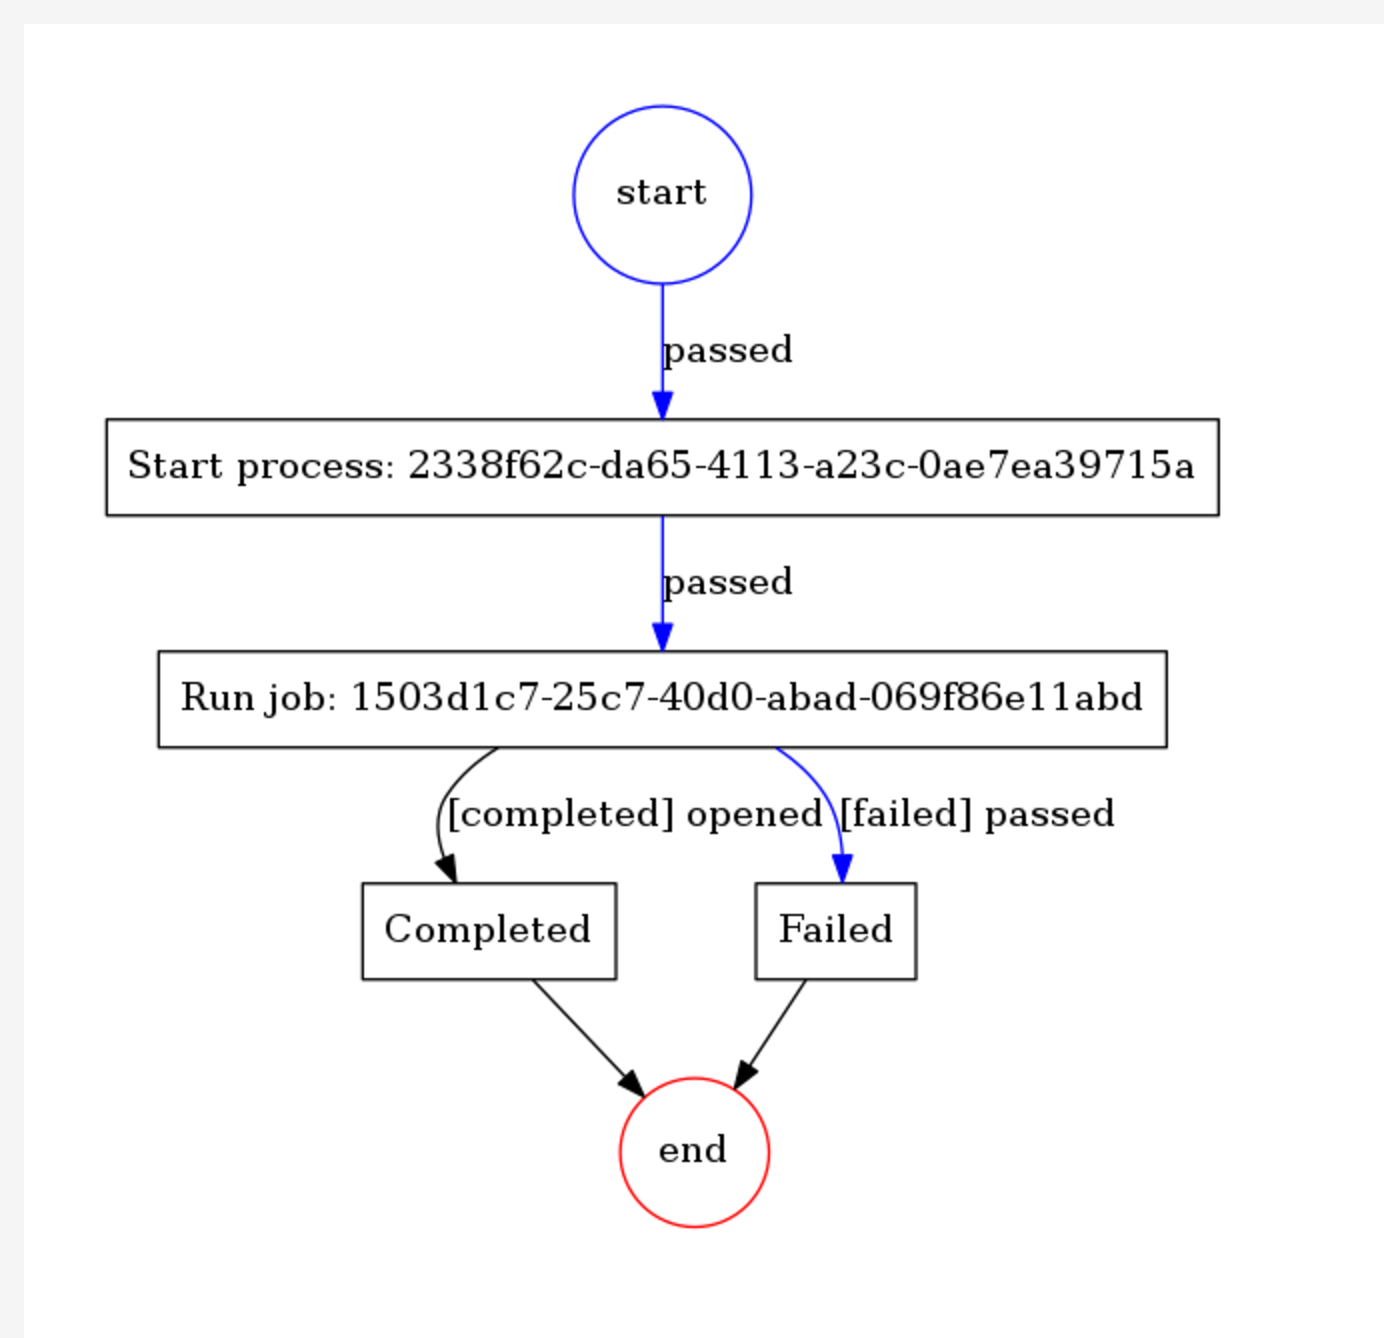 start
passed
Start process: 2338f62c-da65-4113-a23c-0ae7ea39715a
passed
Run job: 1503d1c7-25c7-40d0-abad-069f86e11abd
[completed] opened
[failed] passed
Completed
Failed
end